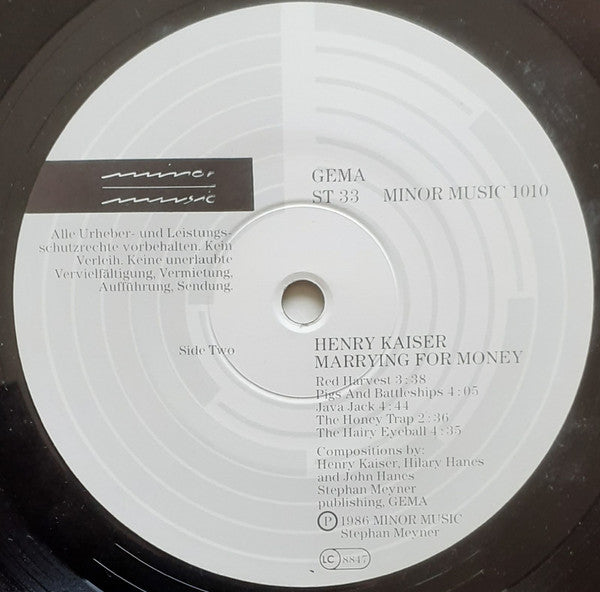 minor
music
GEMA
ST 33 MINOR MUSIC 1010
Alle Urheber- und Leistungs-
schutzrechte vorbehalten. Kein
Verleih. Keine unerlaubte
Vervielfältigung, Vermietung,
Aufführung, Sendung.
Side Two
HENRY KAISER
MARRYING FOR MONEY
Red Harvest 3:38
Pigs And Battleships 4:05
Java Jack 4:44
The Honey Trap 2:36
The Hairy Eyeball 4:35
Compositions by:
Henry Kaiser, Hilary Hanes
and John Hanes
Stephan Meyner
publishing, GEMA
Ⓟ 1986 MINOR MUSIC
Stephan Meyner
LC 8847